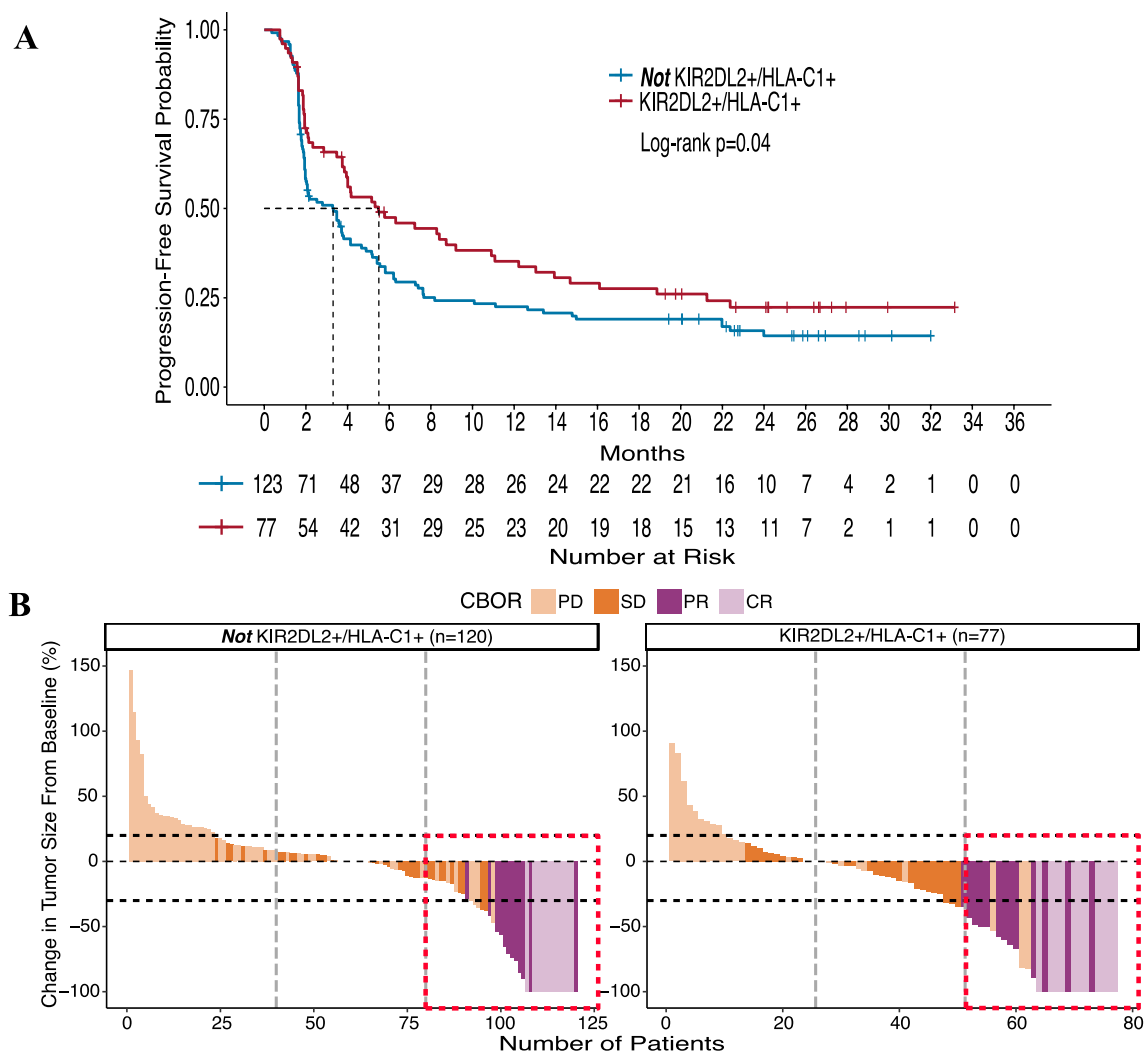 A
Progression-Free Survival Probability
1.00
0.75
0.50
0.25
0.00
Not KIR2DL2+/HLA-C1+
KIR2DL2+/HLA-C1+
Log-rank p=0.04
0 2 4 6 8 10 12 14 16 18 20 22 24 26 28 30 32 34 36
Months
123 71 48 37 29 28 26 24 22 22 21 16 10 7 4 2 1 0 0
77 54 42 31 29 25 23 20 19 18 15 13 11 7 2 1 1 0 0
Number at Risk
B
CBOR PD SD PR CR
Change in Tumor Size From Baseline (%)
Not KIR2DL2+/HLA-C1+ (n=120)
150
100
50
0
−50
−100
0 25 50 75 100 125
KIR2DL2+/HLA-C1+ (n=77)
150
100
50
0
−50
−100
0 20 40 60 80
Number of Patients